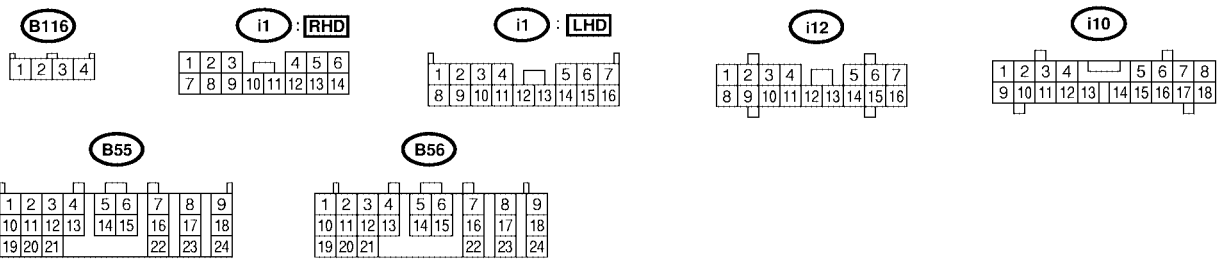 B116
i1 : RHD
i1 : LHD
i12
i10
1 2 3 4
1 2 3 4 5 6
7 8 9 10 11 12 13 14
1 2 3 4 5 6 7
8 9 10 11 12 13 14 15 16
1 2 3 4 5 6 7
8 9 10 11 12 13 14 15 16
1 2 3 4 5 6 7 8
9 10 11 12 13 14 15 16 17 18
B55
1 2 3 4 5 6 7 8 9
10 11 12 13 14 15 16 17 18
19 20 21 22 23 24
B56
1 2 3 4 5 6 7 8 9
10 11 12 13 14 15 16 17 18
19 20 21 22 23 24